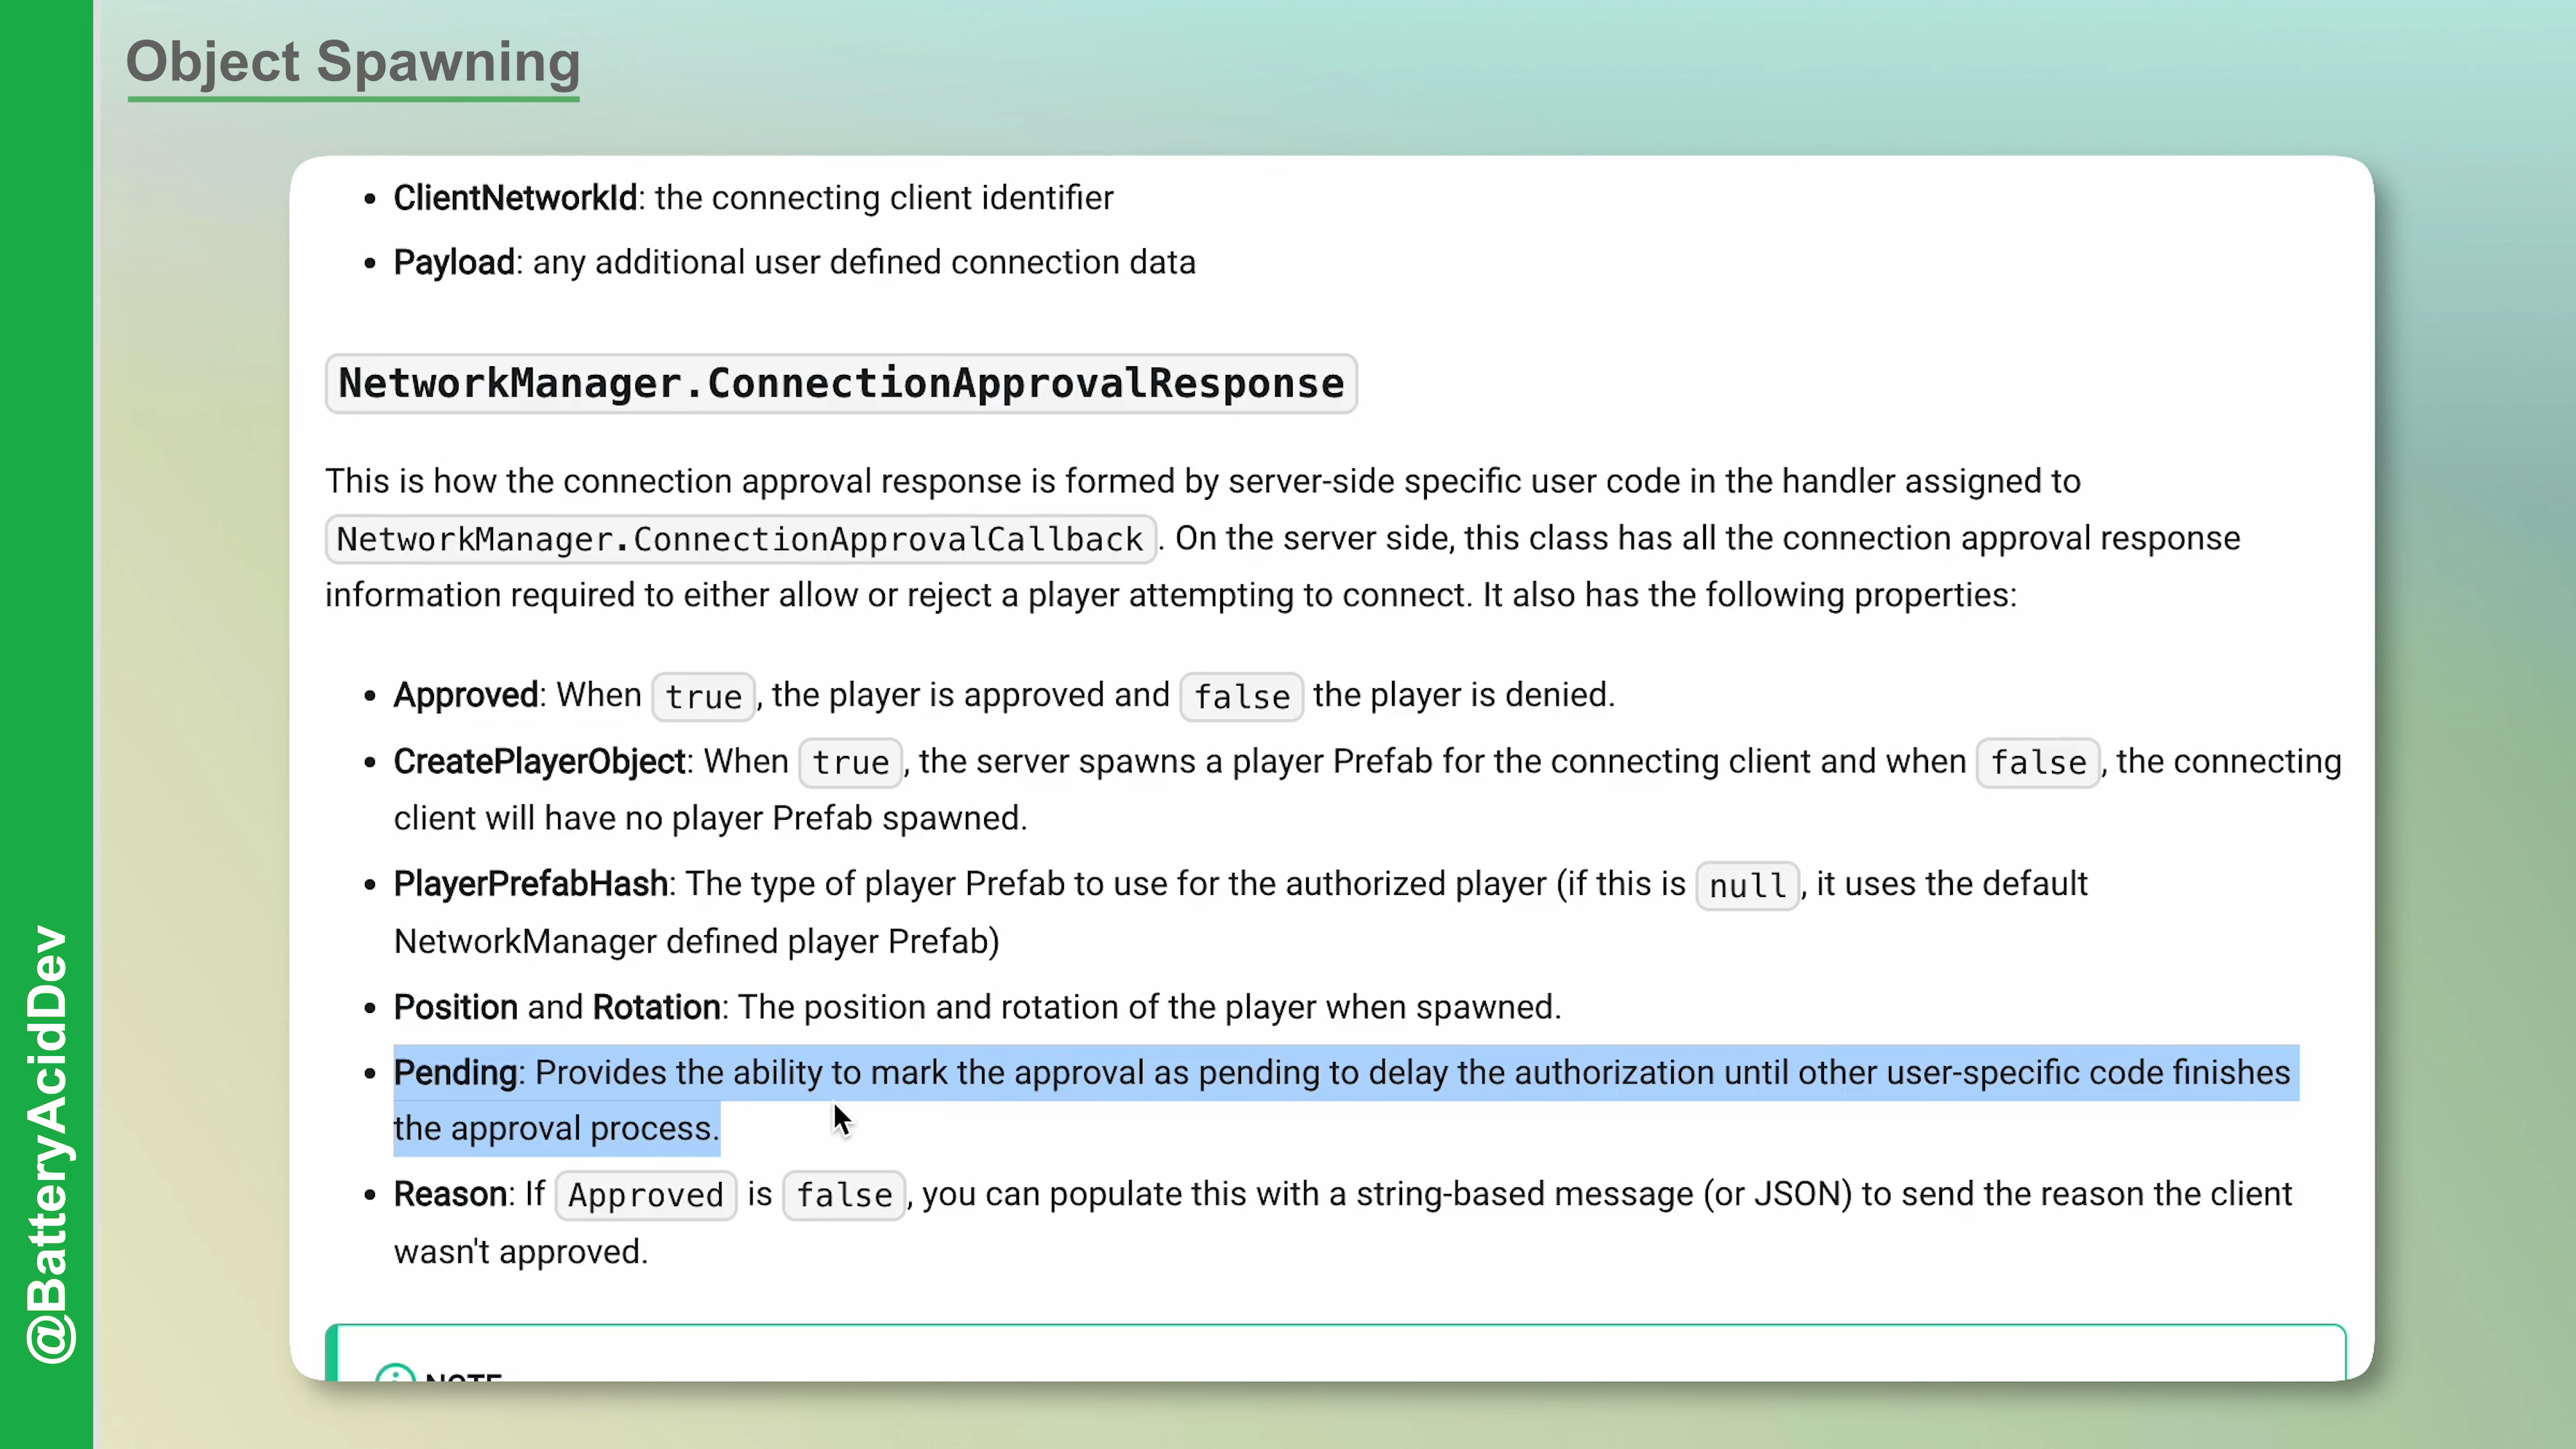 Object Spawning
ClientNetworkId: the connecting client identifier
Payload: any additional user defined connection data
NetworkManager.ConnectionApprovalResponse
This is how the connection approval response is formed by server-side specific user code in the handler assigned to
NetworkManager.ConnectionApprovalCallback. On the server side, this class has all the connection approval response
information required to either allow or reject a player attempting to connect. It also has the following properties:
Approved: When true, the player is approved and false the player is denied.
CreatePlayerObject: When true, the server spawns a player Prefab for the connecting client and when false, the connecting
client will have no player Prefab spawned.
PlayerPrefabHash: The type of player Prefab to use for the authorized player (if this is null, it uses the default
NetworkManager defined player Prefab)
Position and Rotation: The position and rotation of the player when spawned.
Pending: Provides the ability to mark the approval as pending to delay the authorization until other user-specific code finishes
the approval process.
Reason: If Approved is false, you can populate this with a string-based message (or JSON) to send the reason the client
wasn't approved.
NOTE
@BatteryAcidDev